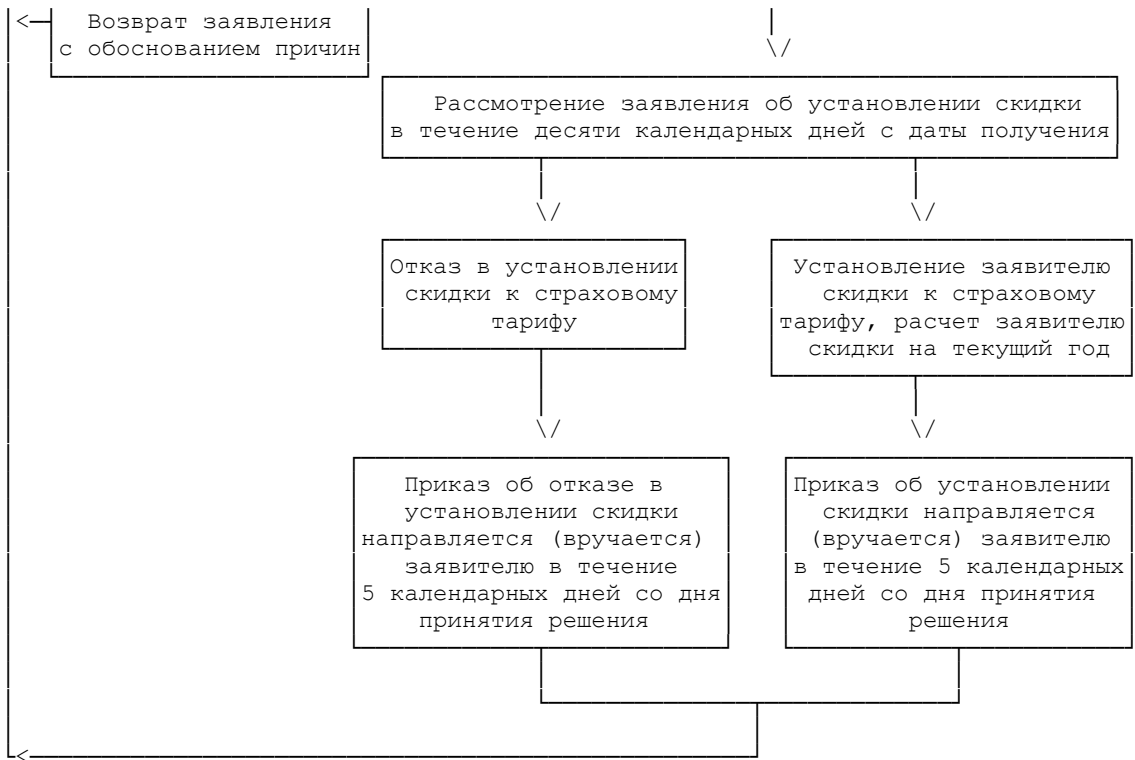 Возврат заявления
с обоснованием причин
Рассмотрение заявления об установлении скидки
в течение десяти календарных дней с даты получения
Отказ в установлении
скидки к страховому
тарифу
Установление заявителю
скидки к страховому
тарифу, расчет заявителю
скидки на текущий год
Приказ об отказе в
установлении скидки
направляется (вручается)
заявителю в течение
5 календарных дней со дня
принятия решения
Приказ об установлении
скидки направляется
(вручается) заявителю
в течение 5 календарных
дней со дня принятия
решения